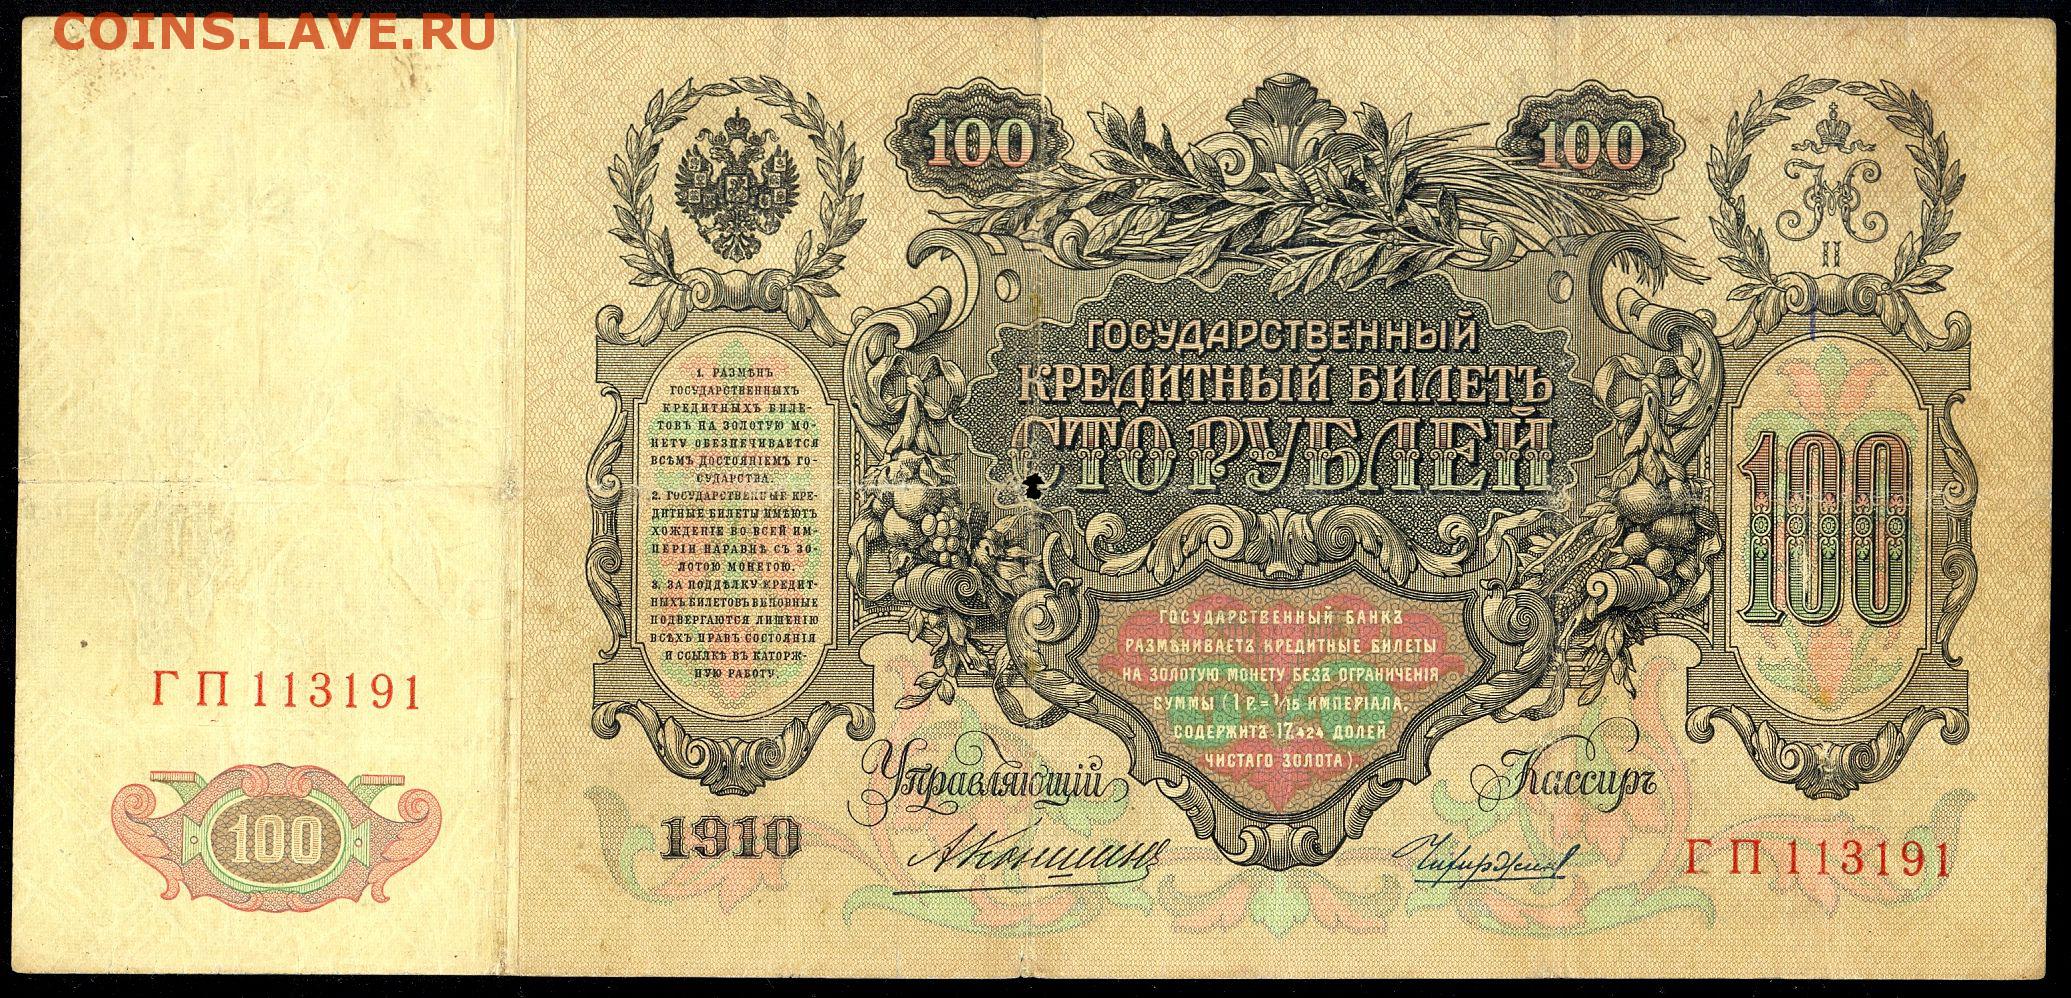 COINS.LAVE.RU
100
100
II
ГОСУДАРСТВЕННЫЙ
КРЕДИТНЫЙ БИЛЕТЪ
СТО РУБЛЕЙ
1. РАЗМѢНЪ
ГОСУДАРСТВЕННЫХЪ
КРЕДИТНЫХЪ БИЛЕ-
ТОВЪ НА ЗОЛОТУЮ МО-
НЕТУ ОБЕЗПЕЧИВАЕТСЯ
ВСѢМЪ ДОСТОЯНІЕМЪ ГО-
СУДАРСТВА.
2. ГОСУДАРСТВЕННЫЕ КРЕ-
ДИТНЫЕ БИЛЕТЫ ИМѢЮТЪ
ХОЖДЕНІЕ ВО ВСЕЙ ИМ-
ПЕРІИ НАРАВНѢ СЪ ЗО-
ЛОТОЮ МОНЕТОЮ.
3. ЗА ПОДДѢЛКУ КРЕДИТ-
НЫХЪ БИЛЕТОВЪ ВИНОВНЫЕ
ПОДВЕРГАЮТСЯ ЛИШЕНІЮ
ВСѢХЪ ПРАВЪ СОСТОЯНІЯ
И ССЫЛКѢ ВЪ КАТОРЖ-
НУЮ РАБОТУ.
100
ГОСУДАРСТВЕННЫЙ БАНКЪ
РАЗМѢНИВАЕТЪ КРЕДИТНЫЕ БИЛЕТЫ
НА ЗОЛОТУЮ МОНЕТУ БЕЗЪ ОГРАНИЧЕНІЯ
СУММЫ (1 Р.= 1/15 ИМПЕРІАЛА,
СОДЕРЖИТЪ 17,424 ДОЛЕЙ
ЧИСТАГО ЗОЛОТА).
ГП 113191
100
Управляющій
Кассиръ
1910
АКоншинъ
ГП 113191